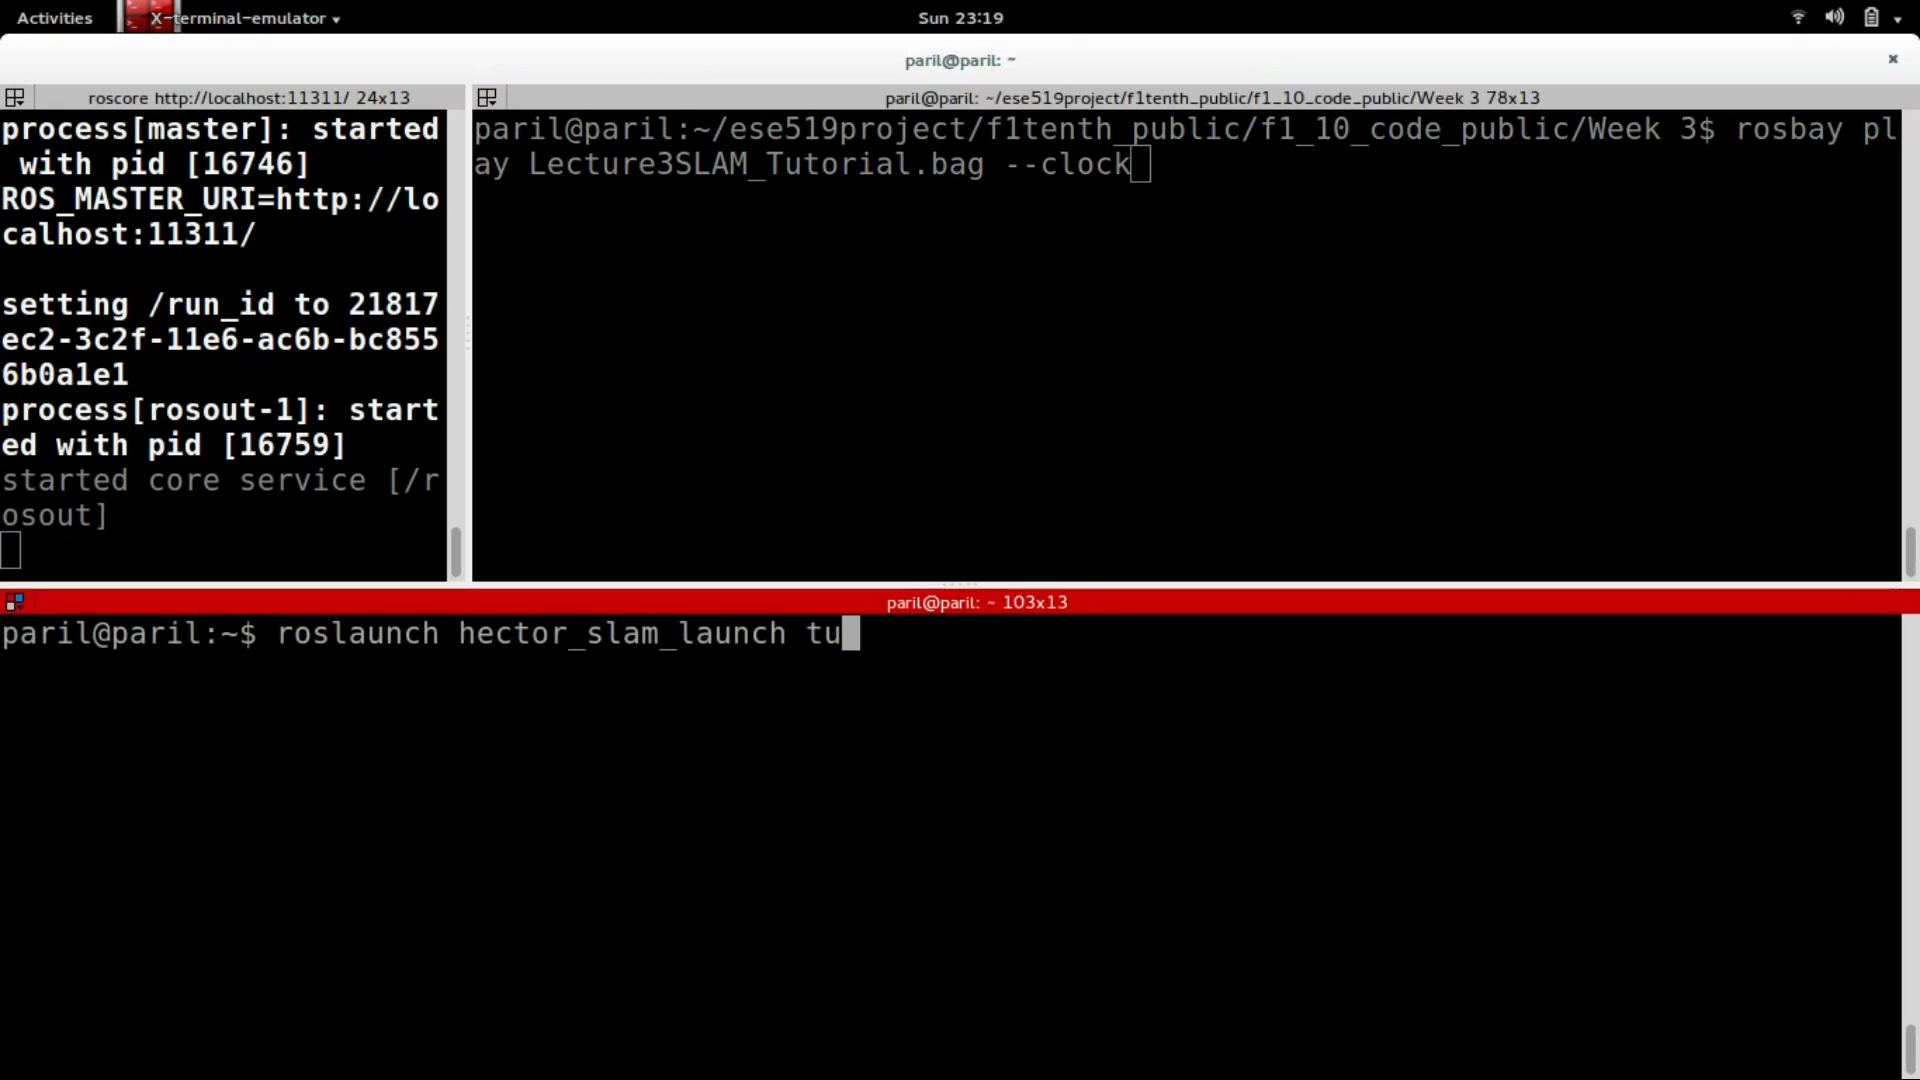 Activities X-terminal-emulator Sun 23:19
paril@paril: ~
roscore http://localhost:11311/ 24x13
process[master]: started
with pid [16746]
ROS_MASTER_URI=http://lo
calhost:11311/
setting /run_id to 21817
ec2-3c2f-11e6-ac6b-bc855
6b0a1e1
process[rosout-1]: start
ed with pid [16759]
started core service [/r
osout]
paril@paril: ~/ese519project/f1tenth_public/f1_10_code_public/Week 3 78x13
paril@paril:~/ese519project/f1tenth_public/f1_10_code_public/Week 3$ rosbay pl
ay Lecture3SLAM_Tutorial.bag --clock
paril@paril: ~ 103x13
paril@paril:~$ roslaunch hector_slam_launch tu